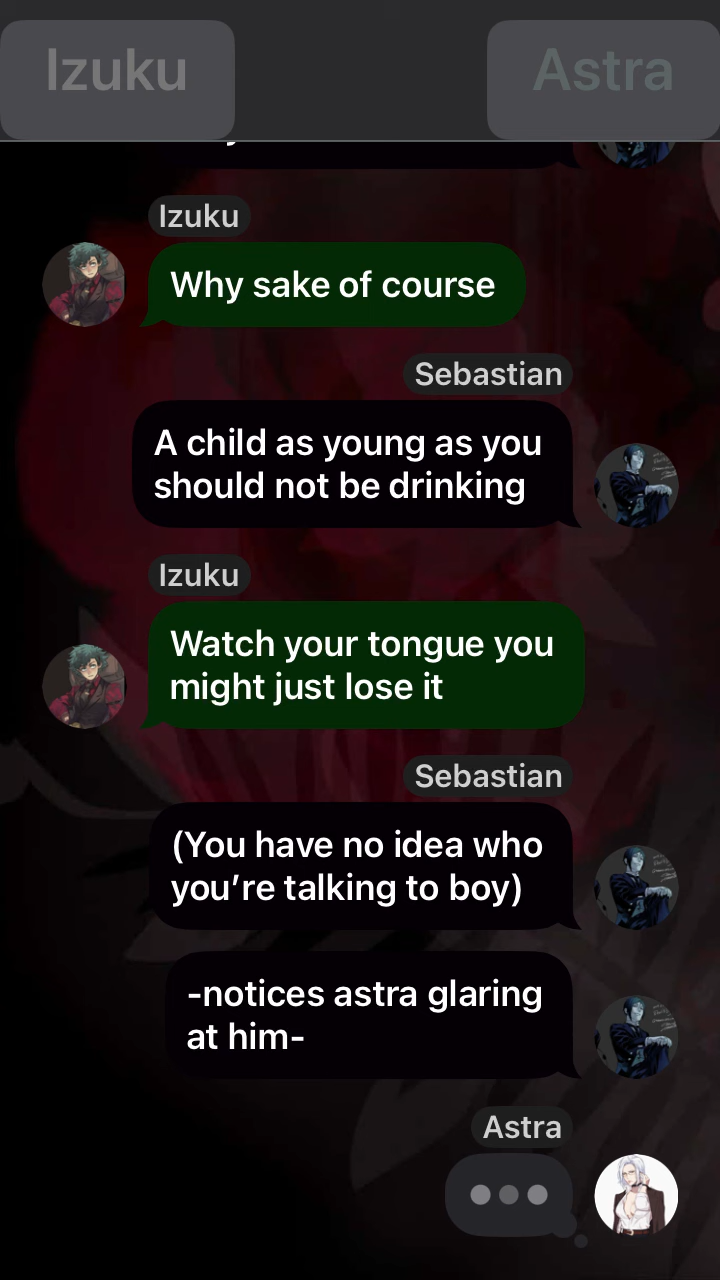 Izuku
Astra
Izuku
Why sake of course
Sebastian
A child as young as you
should not be drinking
Izuku
Watch your tongue you
might just lose it
Sebastian
(You have no idea who
you’re talking to boy)
-notices astra glaring
at him-
Astra